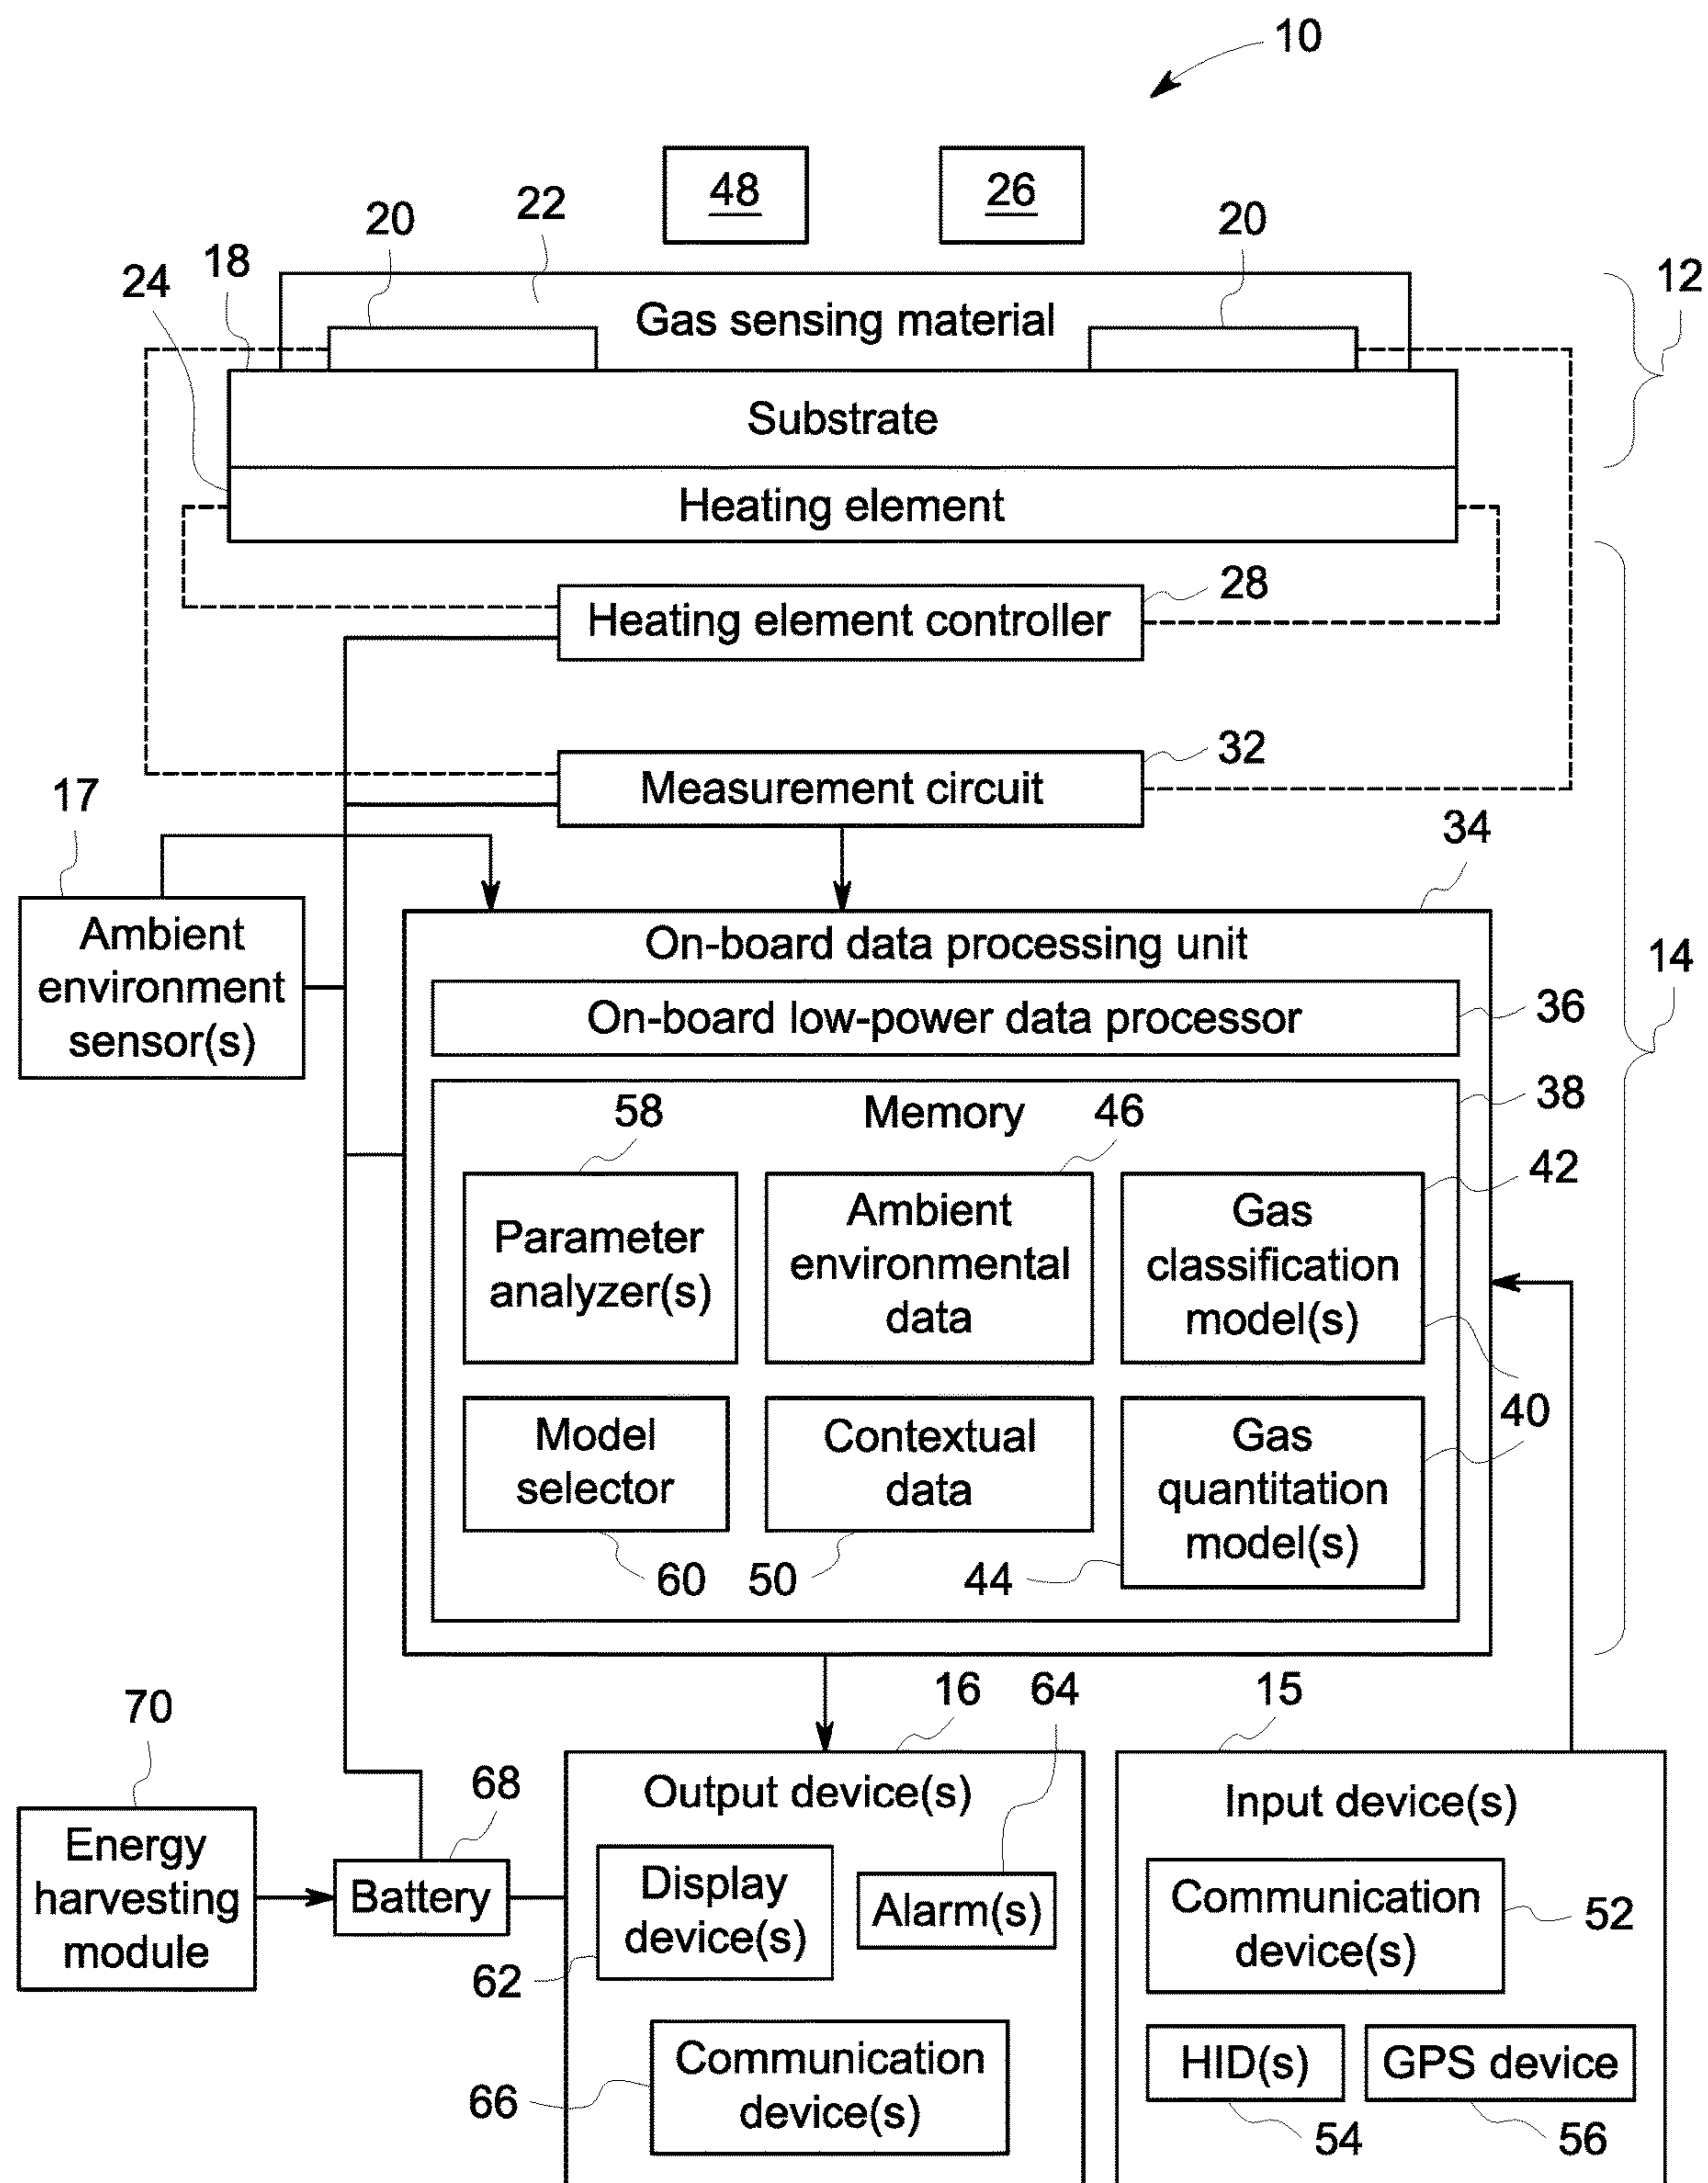 10
48
26
20
22
20
18
24
12
Gas sensing material
Substrate
Heating element
28
Heating element controller
32
Measurement circuit
17
34
Ambient
environment
sensor(s)
On-board data processing unit
14
On-board low-power data processor
36
38
Memory
58
46
42
Parameter
analyzer(s)
Ambient
environmental
data
Gas
classification
model(s)
40
Model
selector
Contextual
data
Gas
quantitation
model(s)
60
50
44
70
16
64
15
68
Energy
harvesting
module
Battery
Output device(s)
Display
device(s)
Alarm(s)
62
Communication
device(s)
66
Input device(s)
Communication
device(s)
52
HID(s)
GPS device
54
56